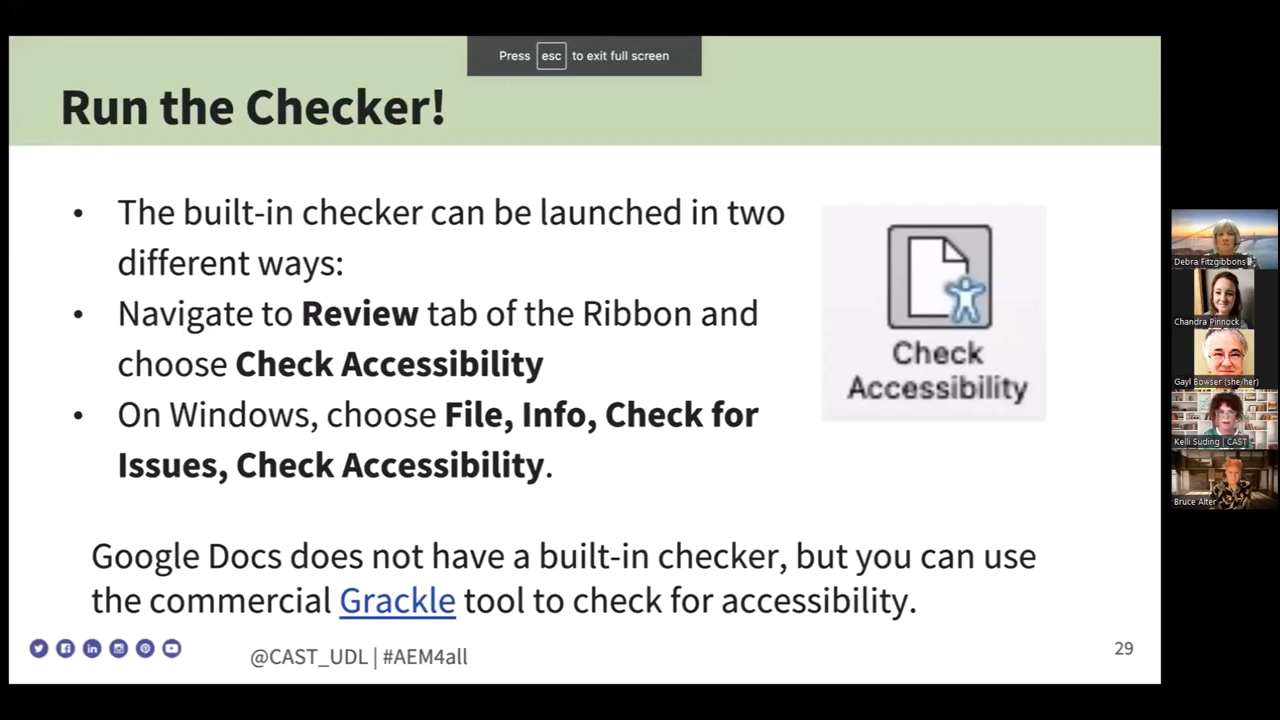 Press esc to exit full screen
Run the Checker!
• The built-in checker can be launched in two
different ways:
• Navigate to Review tab of the Ribbon and
choose Check Accessibility
• On Windows, choose File, Info, Check for
Issues, Check Accessibility.
Check
Accessibility
Google Docs does not have a built-in checker, but you can use
the commercial Grackle tool to check for accessibility.
@CAST_UDL | #AEM4all
29
Debra Fitzgibbons
Chandra Pinnock
Gayl Bowser (she/her)
Kelli Suding | CAST
Bruce Alter